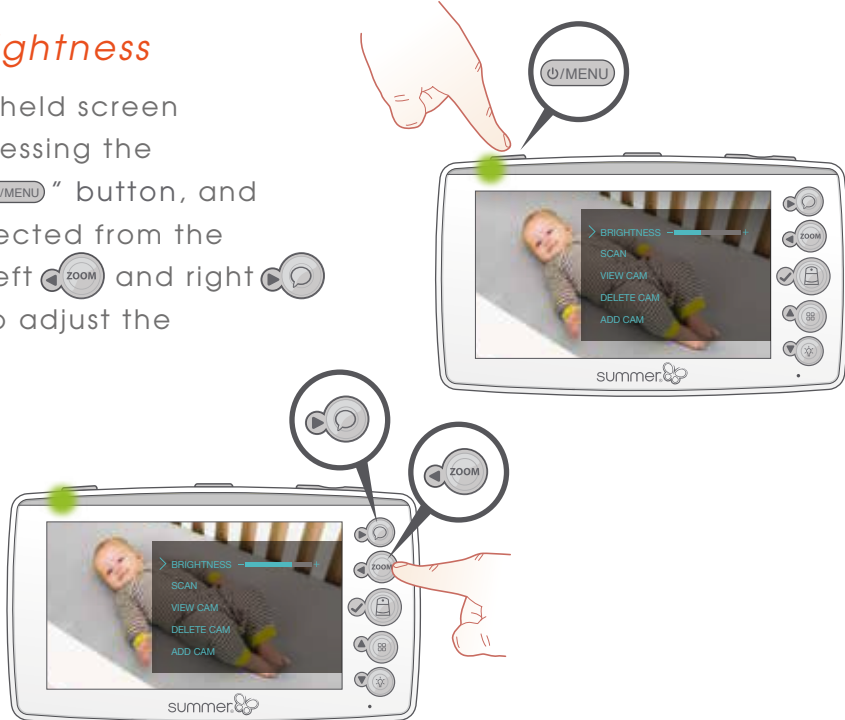 ghtness
held screen
essing the
/MENU ” button, and
ected from the
eft ZOOM and right
o adjust the
/MENU
BRIGHTNESS - +
SCAN
VIEW CAM
DELETE CAM
ADD CAM
ZOOM
summer
ZOOM
BRIGHTNESS - +
SCAN
VIEW CAM
DELETE CAM
ADD CAM
ZOOM
summer